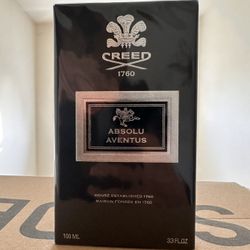 CREED
1760
ABSOLU
AVENTUS
HOUSE ESTABLISHED 1760
MAISON FONDÉE EN 1760
100 ML
3.3 FL.OZ